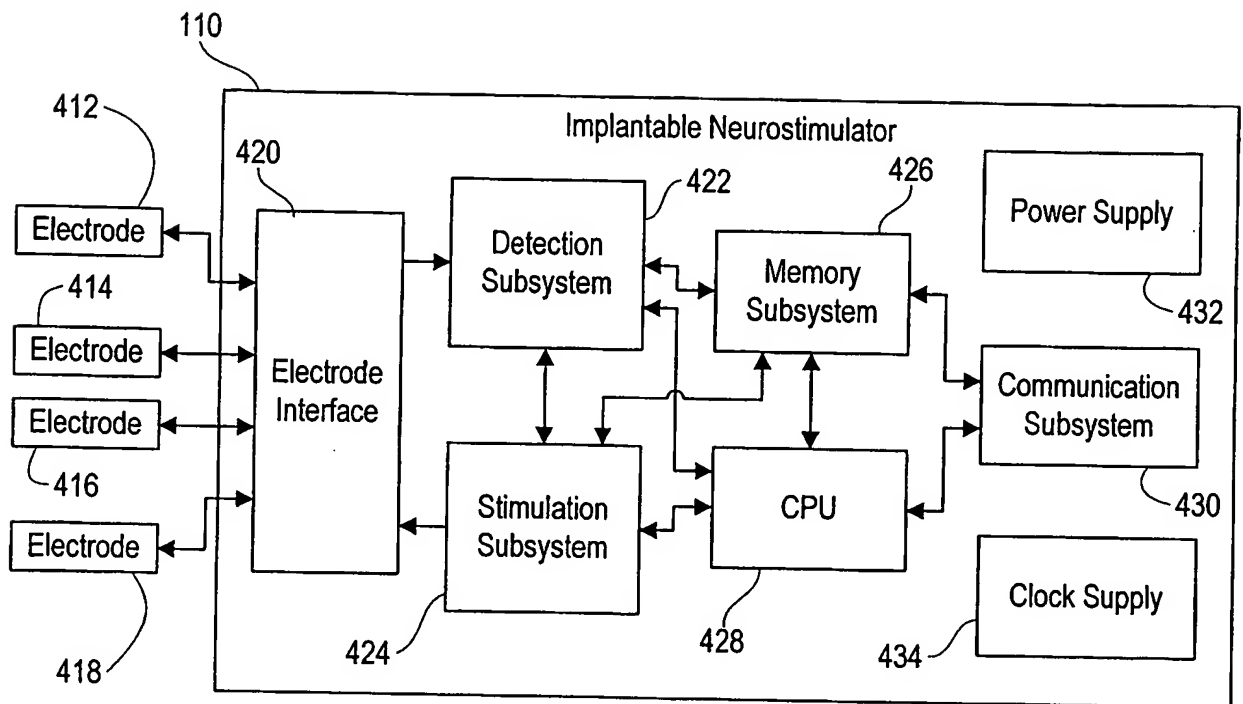 110
412
Implantable Neurostimulator
420
422
426
Electrode
Detection
Subsystem
Memory
Subsystem
Power Supply
432
414
Electrode
Electrode
Interface
Communication
Subsystem
430
Electrode
416
Stimulation
Subsystem
CPU
Electrode
418
424
428
Clock Supply
434